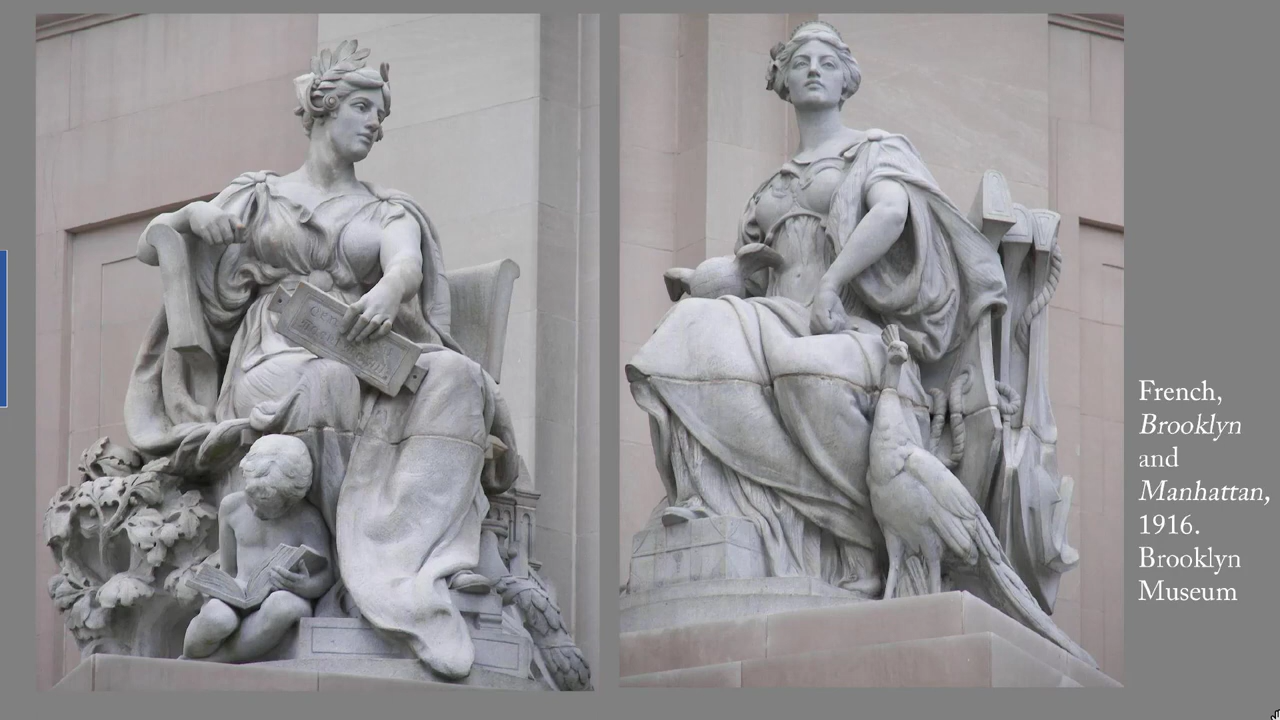 French,
Brooklyn
and
Manhattan,
1916.
Brooklyn
Museum